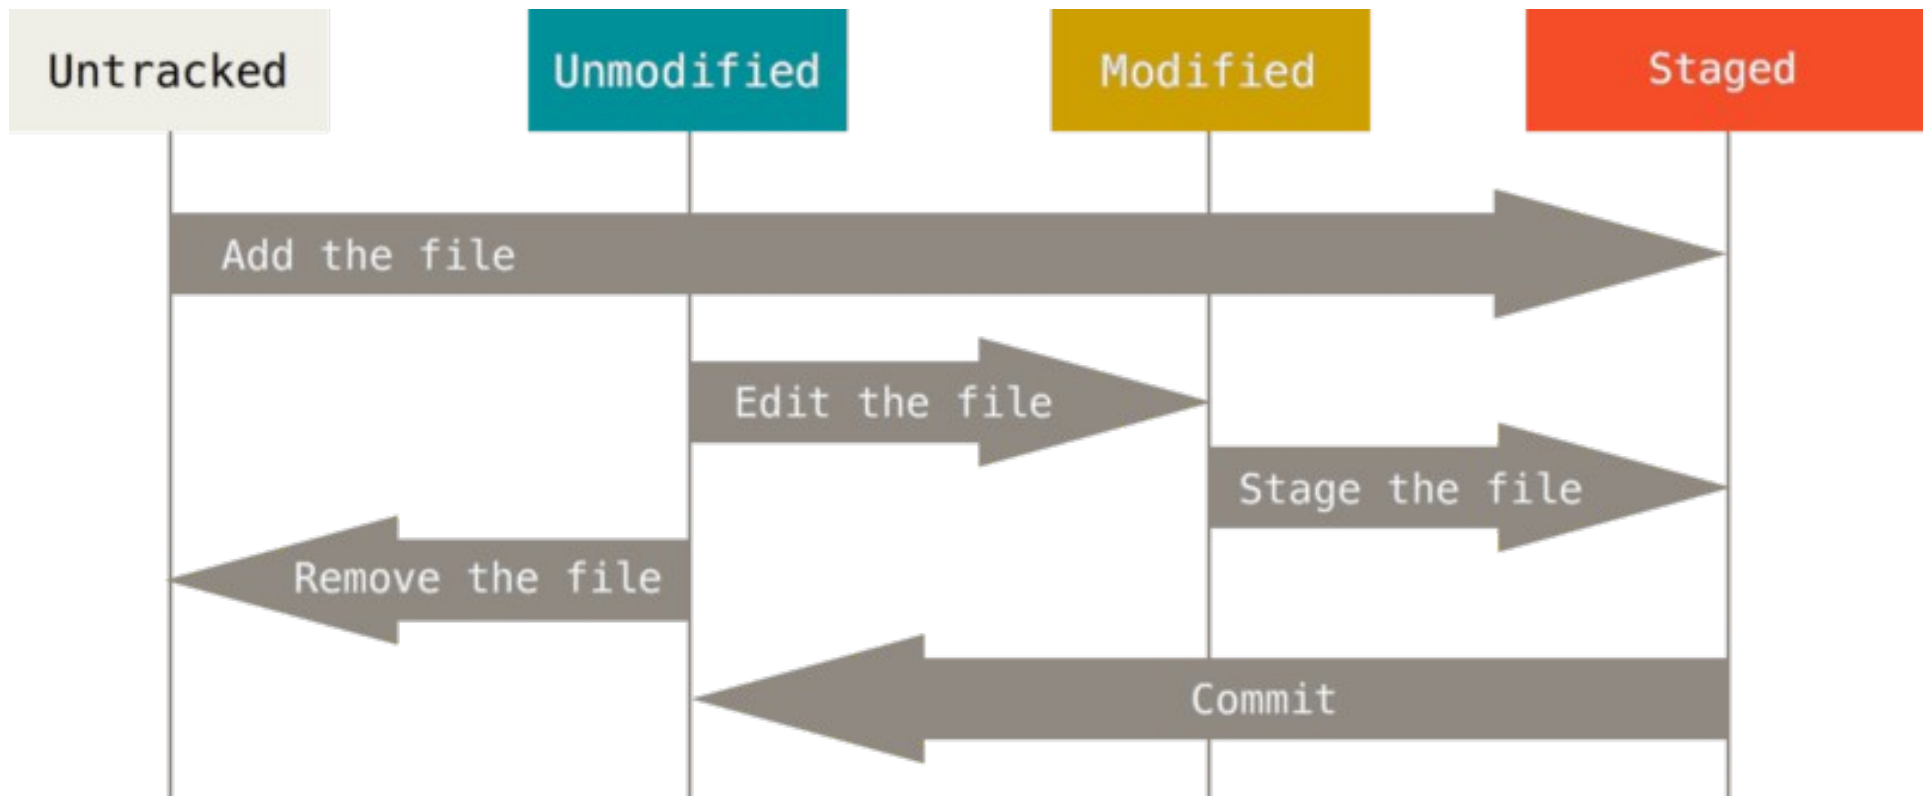 Untracked
Unmodified
Modified
Staged
Add the file
Edit the file
Stage the file
Remove the file
Commit